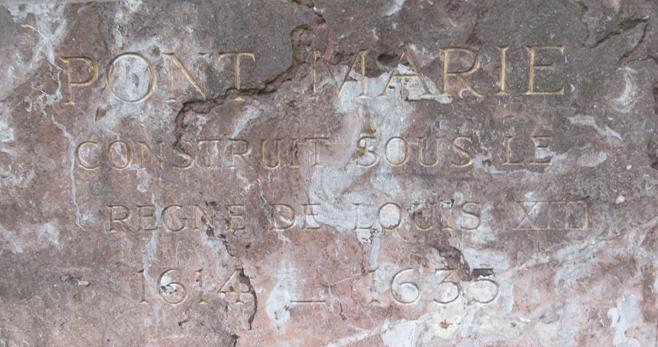 PONT MARIE
CONSTRUIT SOUS LE
REGNE DE LOUIS XIII
1614 _ 1635